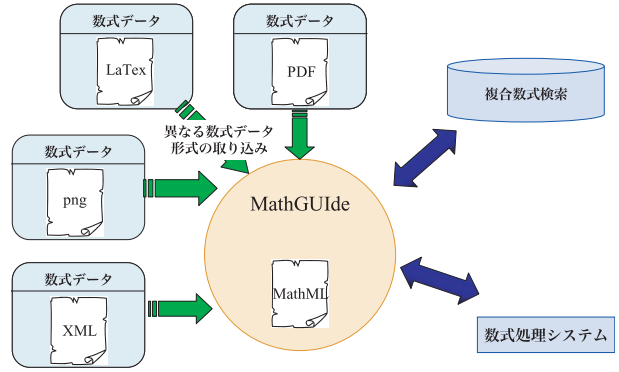 数式データ
LaTex
数式データ
PDF
異なる数式データ
形式の取り込み
数式データ
png
数式データ
XML
MathGUIde
MathML
複合数式検索
数式処理システム